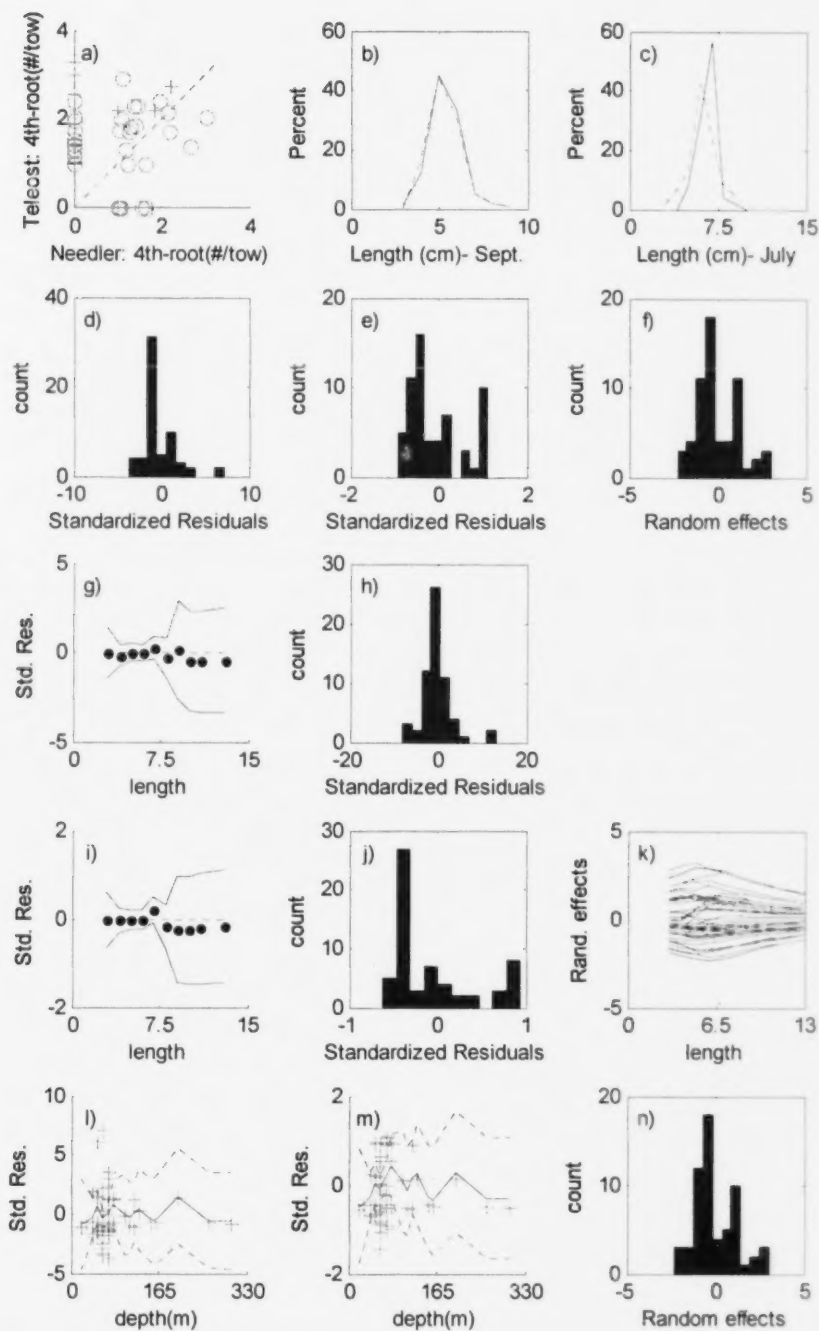 a)
4
2
0
Teleost: 4th-root(#/tow)
0 2 4
Needler: 4th-root(#/tow)
b)
60
40
20
0
Percent
0 5 10
Length (cm)- Sept.
c)
60
40
20
0
Percent
0 7.5 15
Length (cm)- July
d)
40
20
0
count
-10 0 10
Standardized Residuals
e)
20
10
0
count
-2 0 2
Standardized Residuals
f)
20
10
0
count
-5 0 5
Random effects
g)
5
0
-5
Std. Res.
0 7.5 15
length
h)
30
20
10
0
count
-20 0 20
Standardized Residuals
i)
2
0
-2
Std. Res.
0 7.5 15
length
j)
30
20
10
0
count
-1 0 1
Standardized Residuals
k)
5
0
-5
Rand. effects
0 6.5 13
length
l)
10
5
0
-5
Std. Res.
0 165 330
depth(m)
m)
2
0
-2
Std. Res.
0 165 330
depth(m)
n)
20
10
0
count
-5 0 5
Random effects